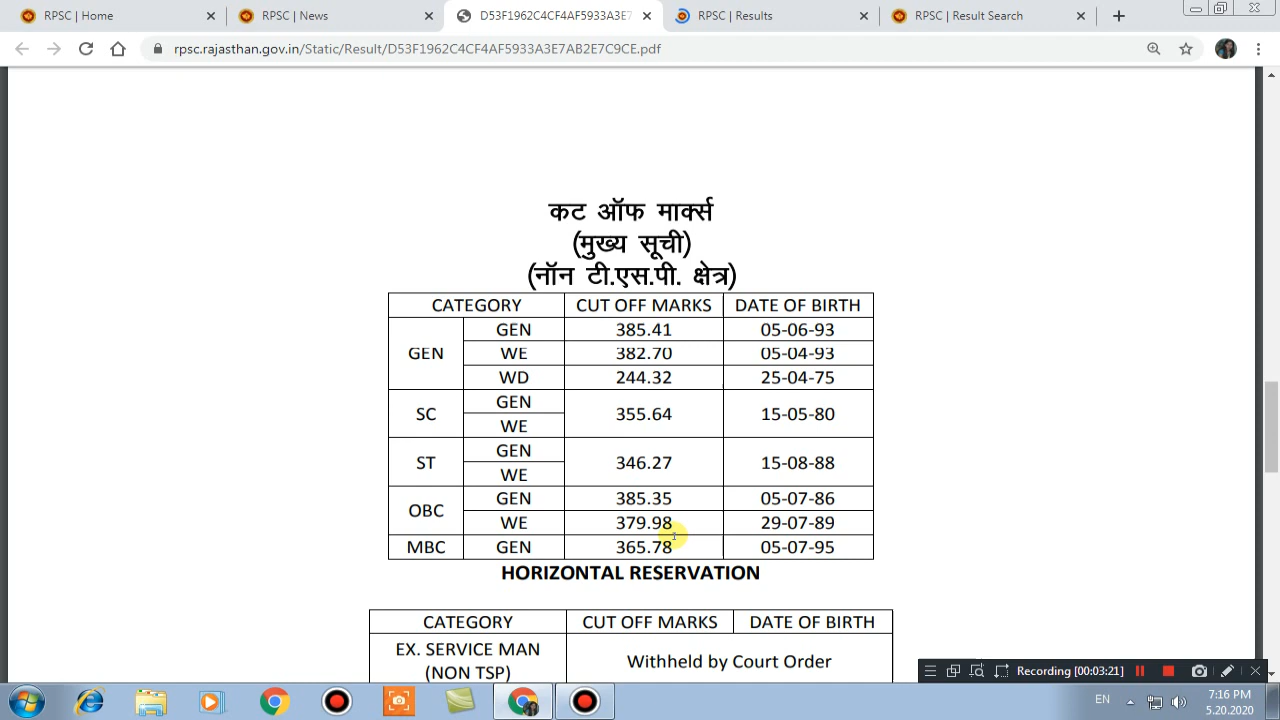 RPSC | Home
RPSC | News
D53F1962C4CF4AF5933A3E7
RPSC | Results
RPSC | Result Search
rpsc.rajasthan.gov.in/Static/Result/D53F1962C4CF4AF5933A3E7AB2E7C9CE.pdf
कट ऑफ मार्क्स
(मुख्य सूची)
(नॉन टी.एस.पी. क्षेत्र)
CATEGORY CUT OFF MARKS DATE OF BIRTH
GEN GEN 385.41 05-06-93
WE 382.70 05-04-93
WD 244.32 25-04-75
SC GEN WE 355.64 15-05-80
ST GEN WE 346.27 15-08-88
OBC GEN 385.35 05-07-86
WE 379.98 29-07-89
MBC GEN 365.78 05-07-95
HORIZONTAL RESERVATION
CATEGORY CUT OFF MARKS DATE OF BIRTH
EX. SERVICE MAN
(NON TSP)
Withheld by Court Order
Recording [00:03:21]
EN
7:16 PM
5.20.2020